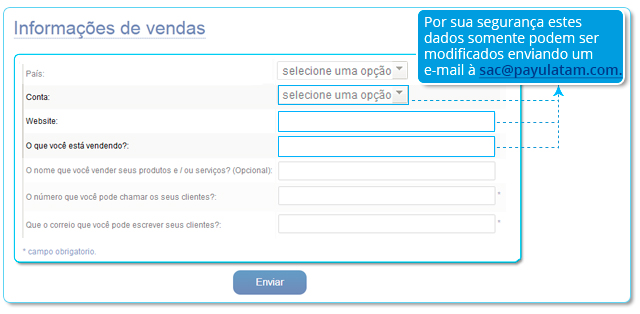 Informações de vendas
Por sua segurança estes
dados somente podem ser
modificados enviando um
e-mail à sac@payulatam.com.
País: selecione uma opção
Conta: selecione uma opção
Website:
O que você está vendendo?:
O nome que você vender seus produtos e / ou serviços? (Opcional):
O número que você pode chamar os seus clientes?: *
Que o correio que você pode escrever seus clientes?: *
* campo obrigatorio.
Enviar